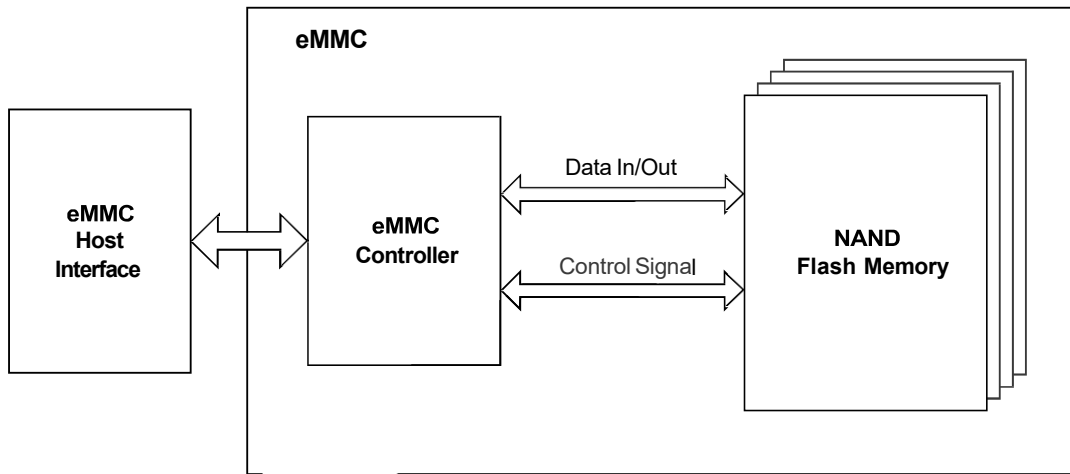 eMMC
eMMC
Host
Interface
eMMC
Controller
Data In/Out
Control Signal
NAND
Flash Memory